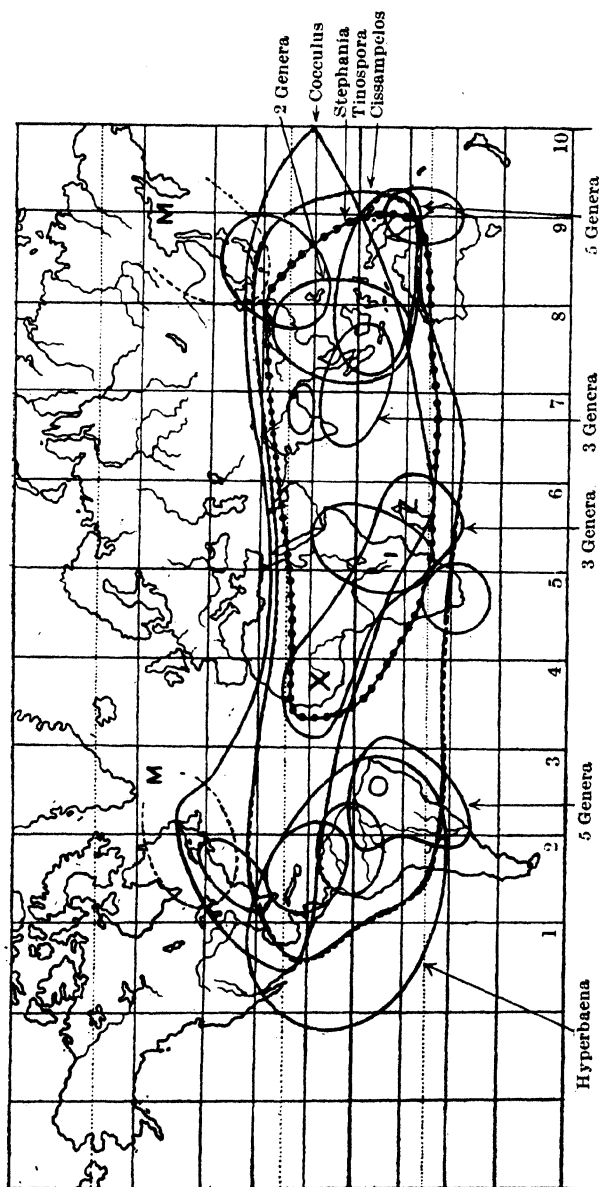 2 Genera
Cocculus
Stephania
Tinospora
Cissampelos
M
M
X
Z
O
1
2
3
4
5
6
7
8
9
10
Hyperbaena
5 Genera
3 Genera
3 Genera
5 Genera